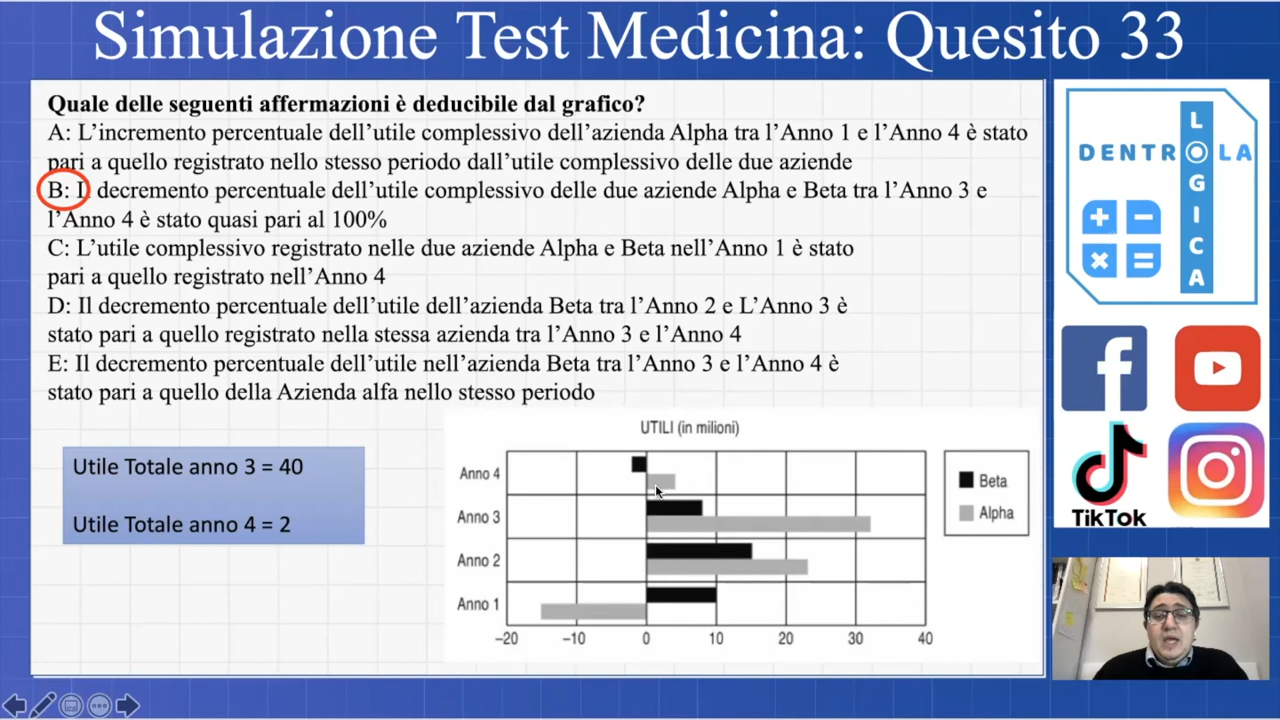 Simulazione Test Medicina: Quesito 33
Quale delle seguenti affermazioni è deducibile dal grafico?
A: L’incremento percentuale dell’utile complessivo dell’azienda Alpha tra l’Anno 1 e l’Anno 4 è stato
pari a quello registrato nello stesso periodo dall’utile complessivo delle due aziende
B: I decremento percentuale dell’utile complessivo delle due aziende Alpha e Beta tra l’Anno 3 e
l’Anno 4 è stato quasi pari al 100%
C: L’utile complessivo registrato nelle due aziende Alpha e Beta nell’Anno 1 è stato
pari a quello registrato nell’Anno 4
D: Il decremento percentuale dell’utile dell’azienda Beta tra l’Anno 2 e L’Anno 3 è
stato pari a quello registrato nella stessa azienda tra l’Anno 3 e l’Anno 4
E: Il decremento percentuale dell’utile nell’azienda Beta tra l’Anno 3 e l’Anno 4 è
stato pari a quello della Azienda alfa nello stesso periodo
Utile Totale anno 3 = 40
Utile Totale anno 4 = 2
UTILI (in milioni)
Anno 4
Anno 3
Anno 2
Anno 1
−20 −10 0 10 20 30 40
Beta
Alpha
DENTRO LA
LOGICA
TikTok